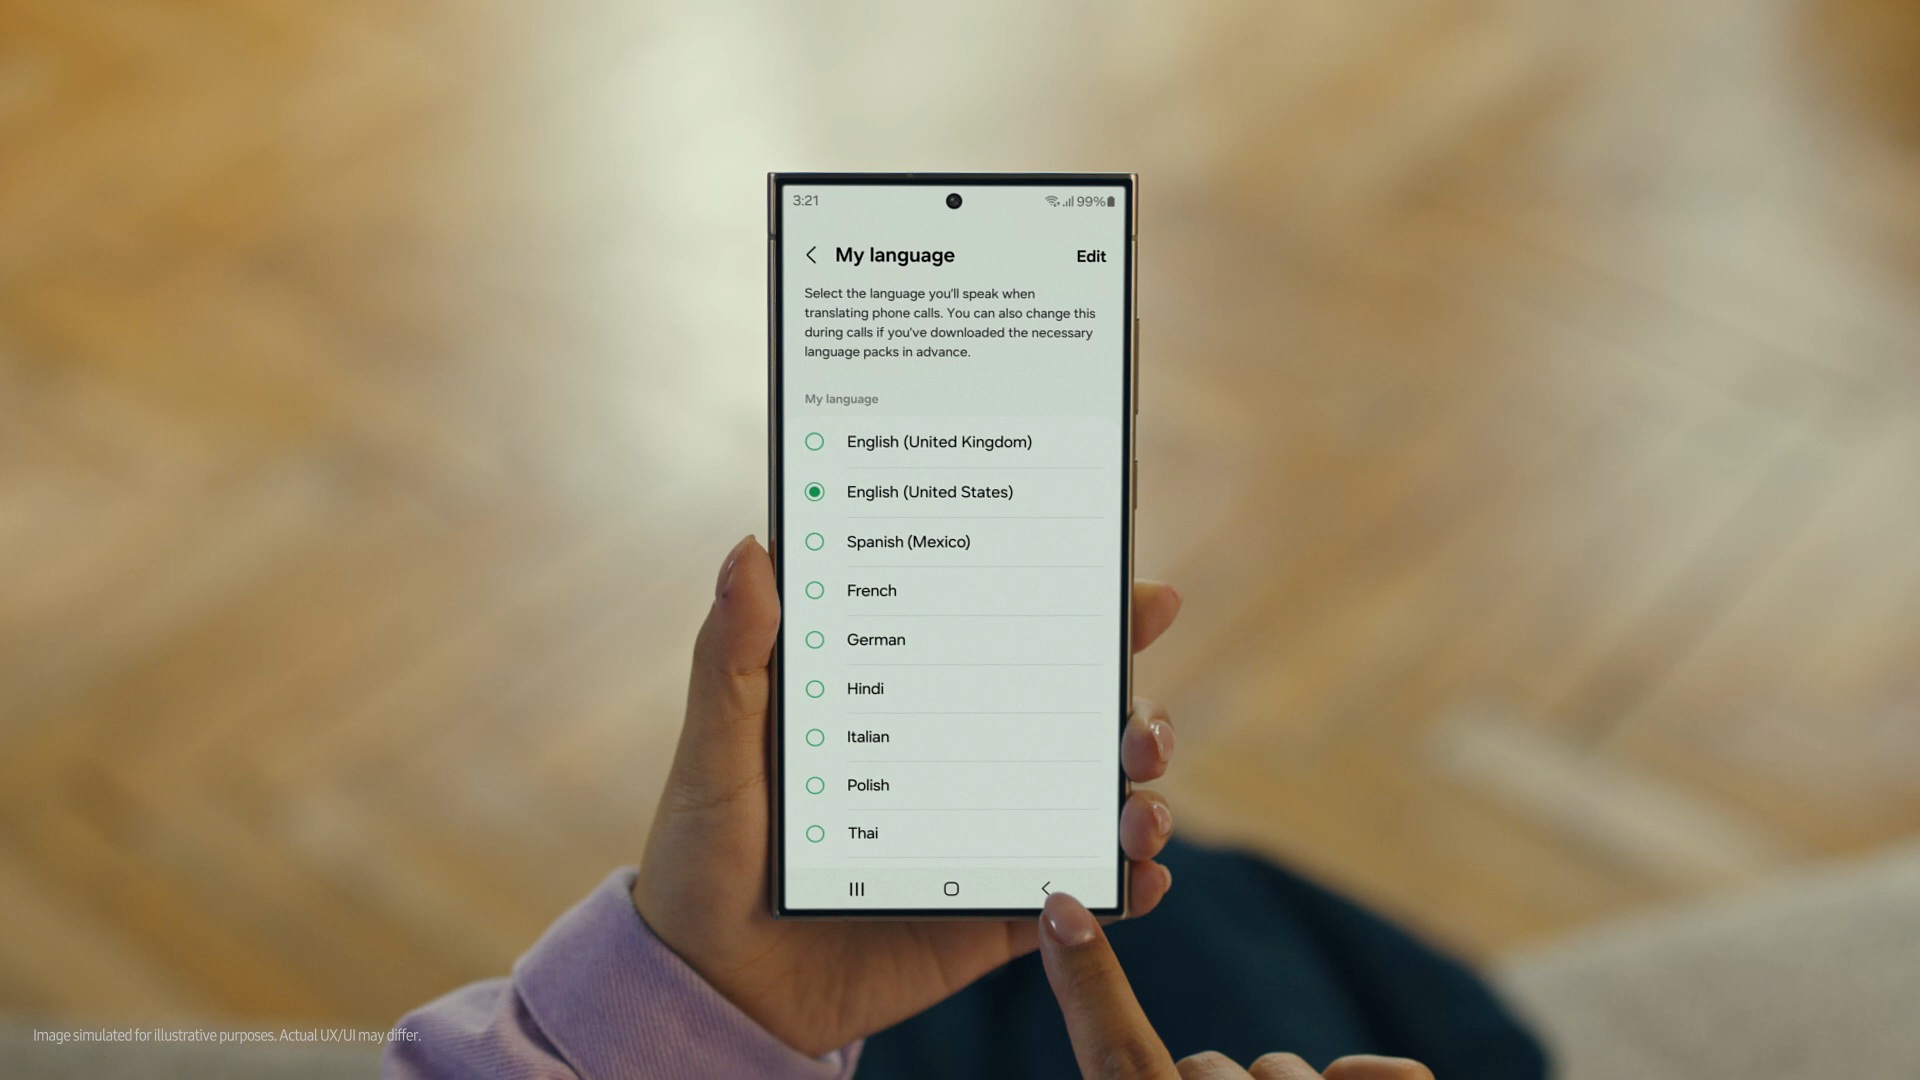 3:21
99%
My language
Edit
Select the language you'll speak when
translating phone calls. You can also change this
during calls if you've downloaded the necessary
language packs in advance.
My language
English (United Kingdom)
English (United States)
Spanish (Mexico)
French
German
Hindi
Italian
Polish
Thai
Image simulated for illustrative purposes. Actual UX/UI may differ.